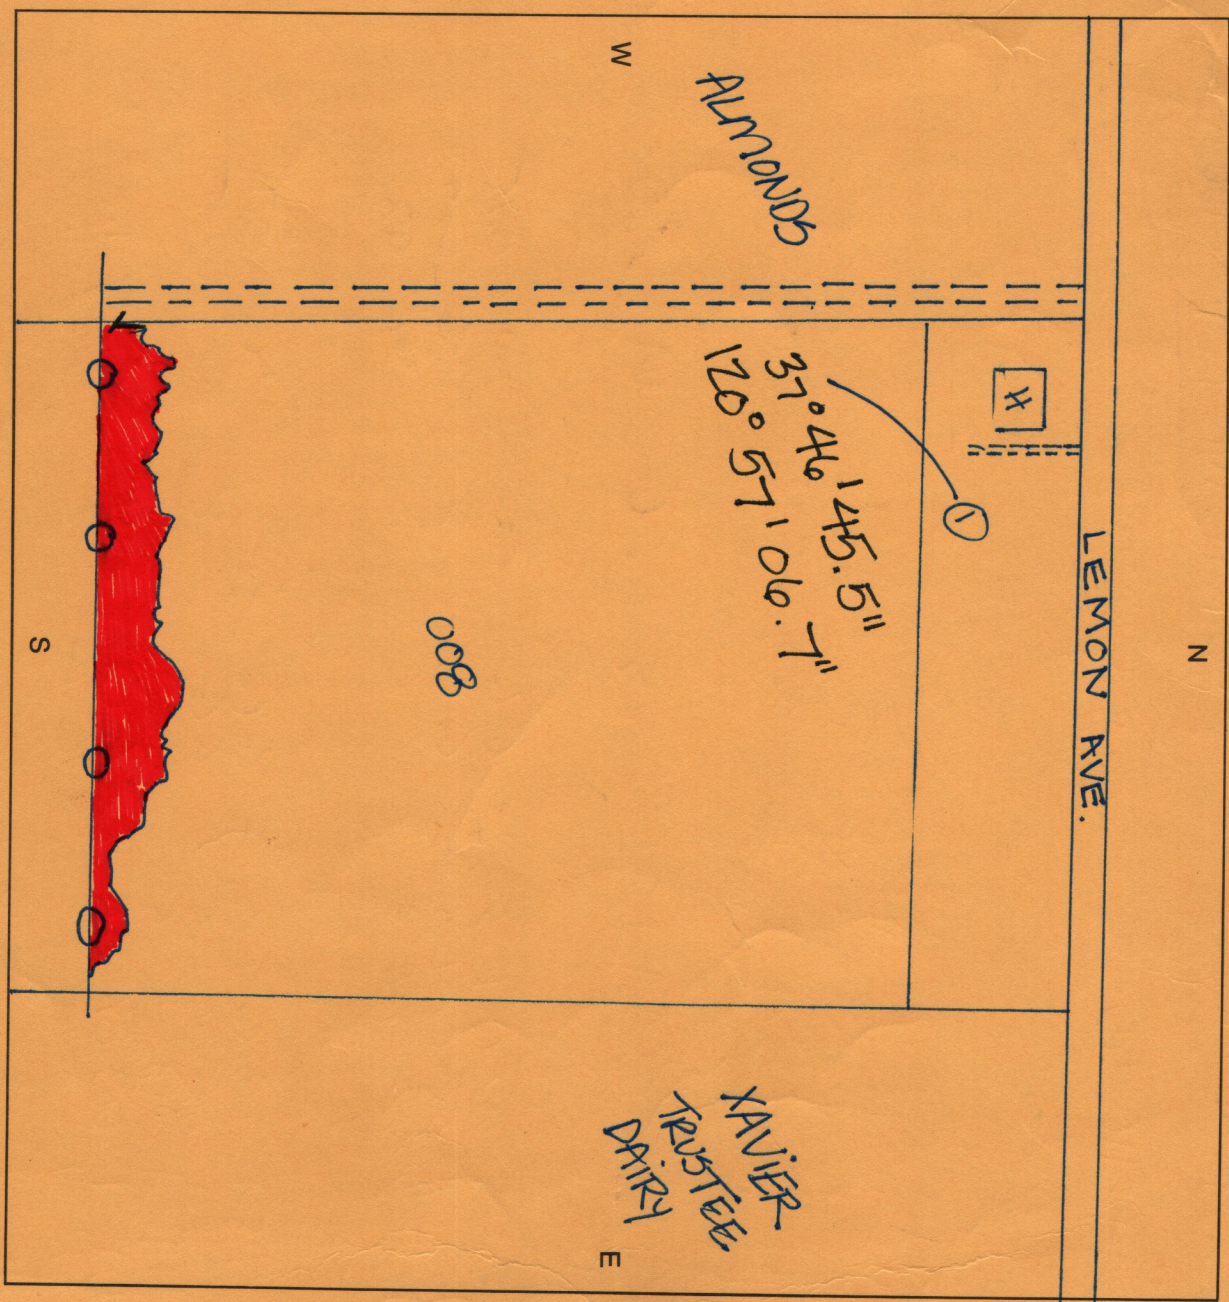 N
LEMON AVE.
H
1
W
ALMONDS
37° 46' 45.5"
120° 57' 06.7"
008
XAViER
TRUSTEE
DAiRY
E
S